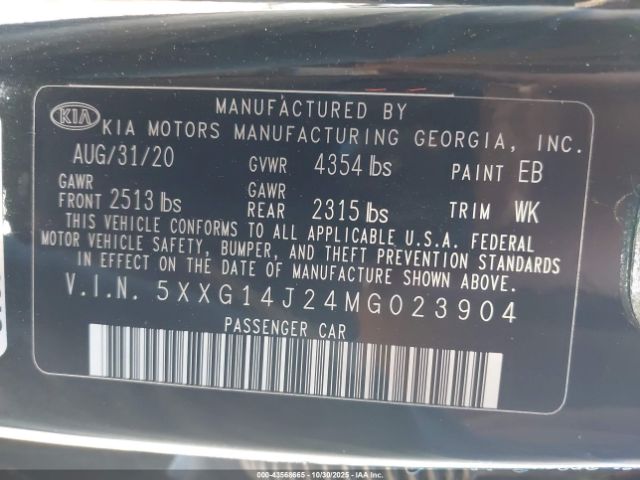 KIA
MANUFACTURED BY
KIA MOTORS MANUFACTURING GEORGIA, INC.
AUG/31/20 GVWR 4354 lbs PAINT EB
GAWR FRONT 2513 lbs GAWR REAR 2315 lbs TRIM WK
THIS VEHICLE CONFORMS TO ALL APPLICABLE U.S.A. FEDERAL
MOTOR VEHICLE SAFETY, BUMPER, AND THEFT PREVENTION STANDARDS
IN EFFECT ON THE DATE OF MANUFACTURE SHOWN ABOVE.
V.I.N. 5XXG14J24MG023904
PASSENGER CAR
000-43568665 - 10/30/2025 - IAAI.COM